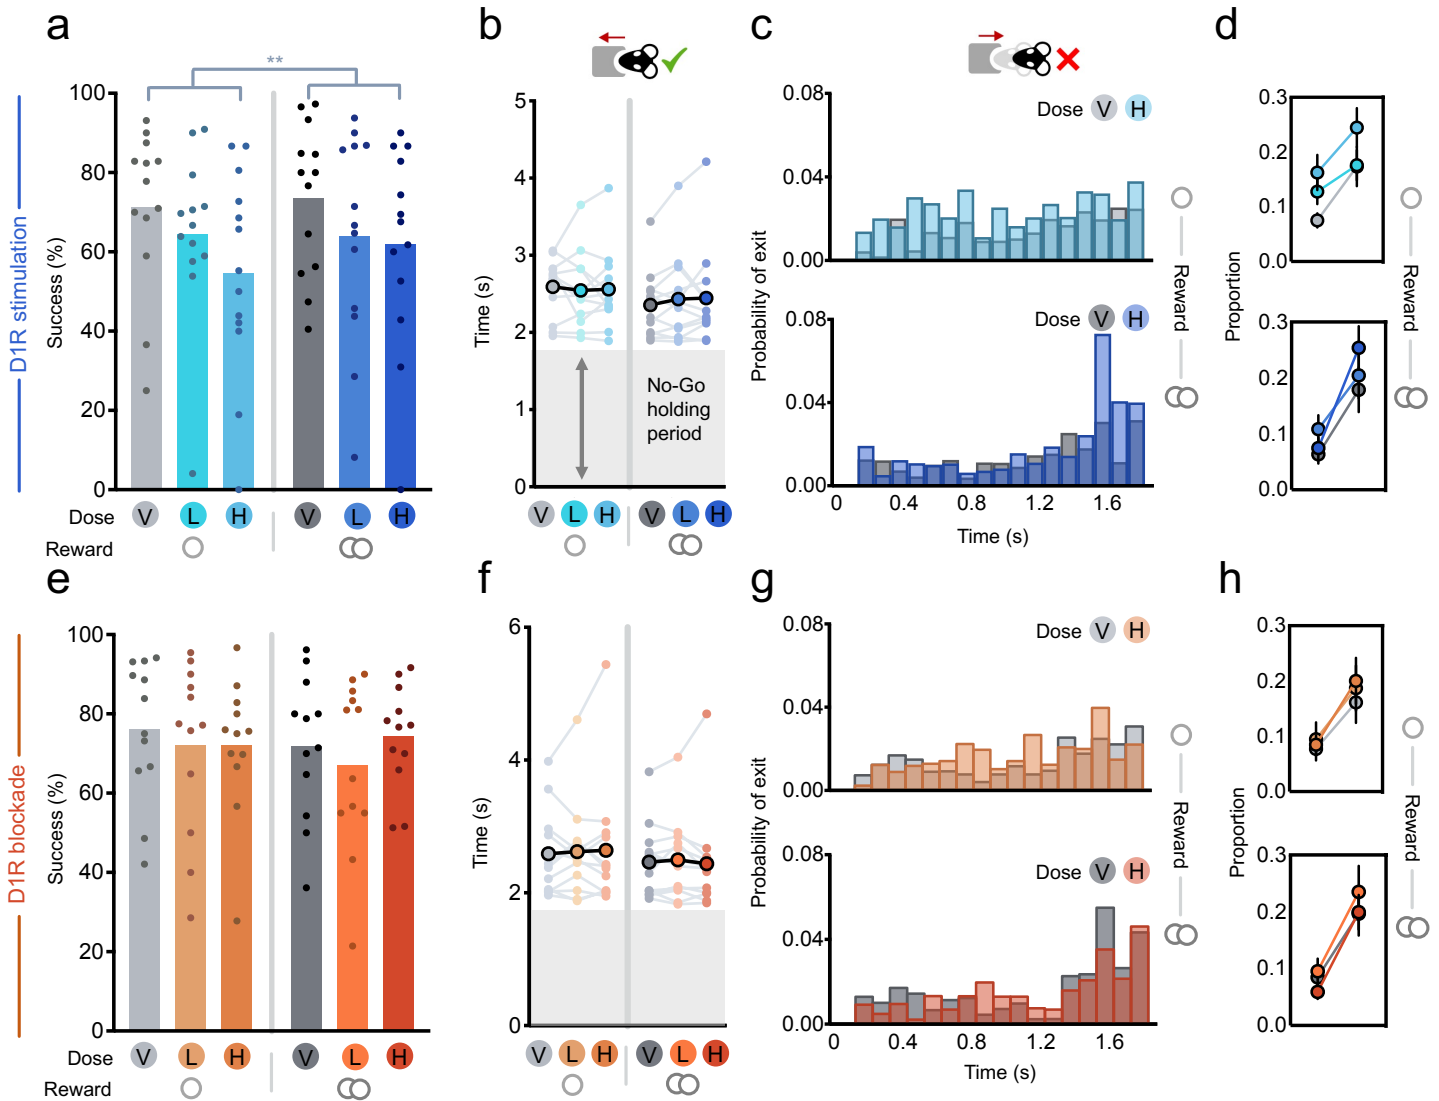 a
b
c
d
D1R stimulation
Success (%)
100
80
60
40
20
0
**
Dose V L H V L H
Reward
Time (s)
5
4
3
2
1
0
No-Go
holding
period
V L H V L H
Probability of exit
0.08
0.04
0.00
Dose V H
0.08
0.04
0.00
Dose V H
0 0.4 0.8 1.2 1.6
Time (s)
Reward
Proportion
0.3
0.2
0.1
0.0
0.3
0.2
0.1
0.0
Reward
e
f
g
h
D1R blockade
Success (%)
100
80
60
40
20
0
Dose V L H V L H
Reward
Time (s)
6
4
2
0
V L H V L H
Probability of exit
0.08
0.04
0.00
Dose V H
0.08
0.04
0.00
Dose V H
0 0.4 0.8 1.2 1.6
Time (s)
Reward
Proportion
0.3
0.2
0.1
0.0
0.3
0.2
0.1
0.0
Reward